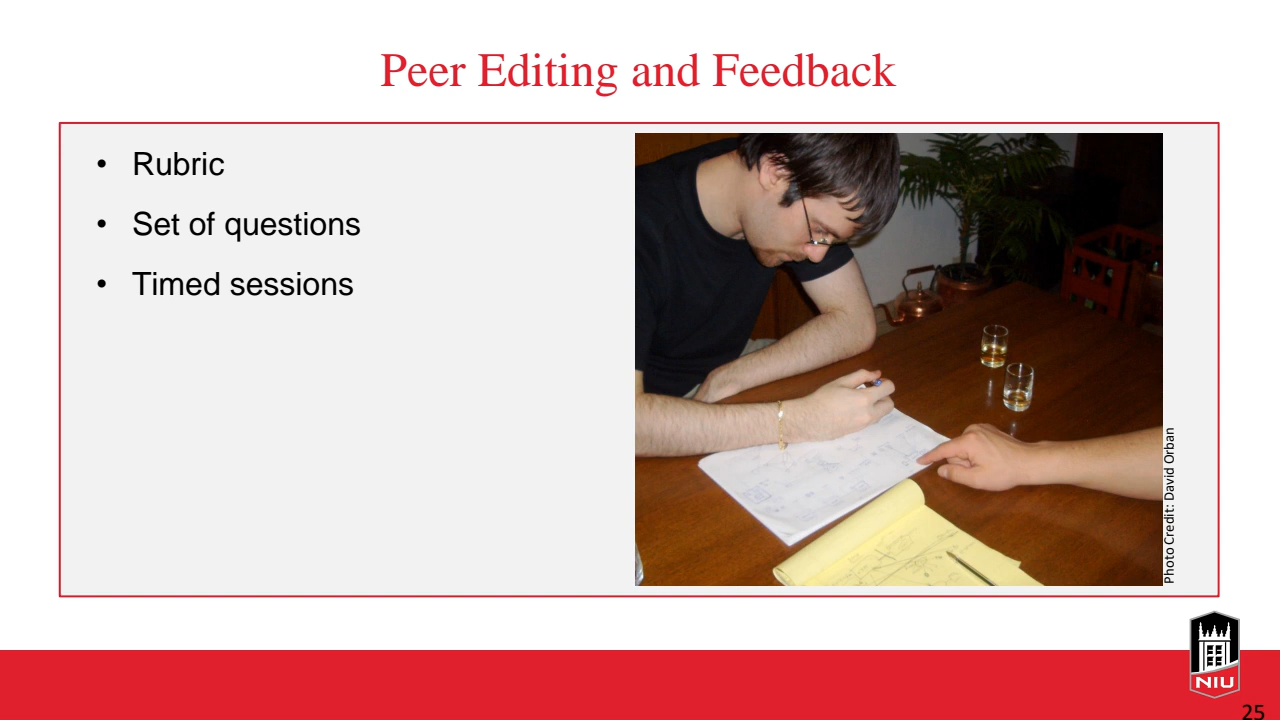 Peer Editing and Feedback
• Rubric
• Set of questions
• Timed sessions
Photo Credit: David Orban
NIU
25